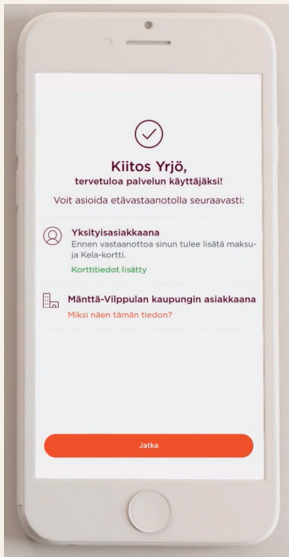 Kiitos Yrjö,
tervetuloa palvelun käyttäjäksi!
Voit asioida etävastaanotolla seuraavasti:
Yksityisasiakkaana
Ennen vastaanottoa sinun tulee lisätä maksu-
ja Kela-kortti.
Korttitiedot lisätty
Mänttä-Vilppulan kaupungin asiakkaana
Miksi näen tämän tiedon?
Jatka